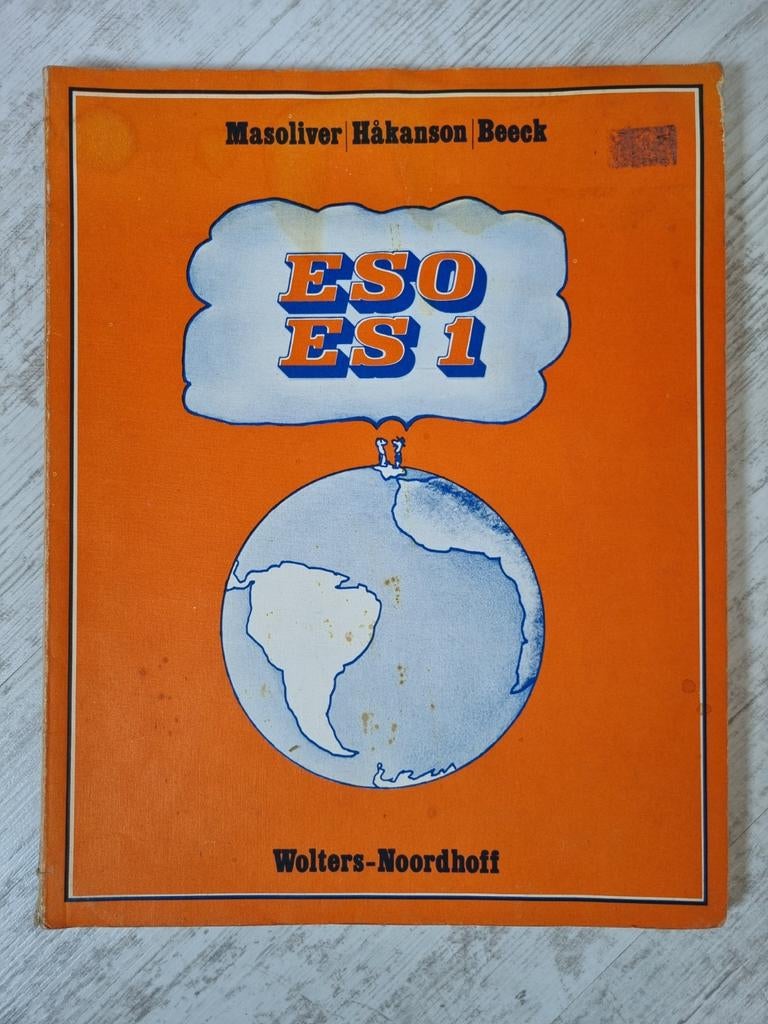 Masoliver|Håkanson|Beeck
ESO
ES 1
Wolters-Noordhoff